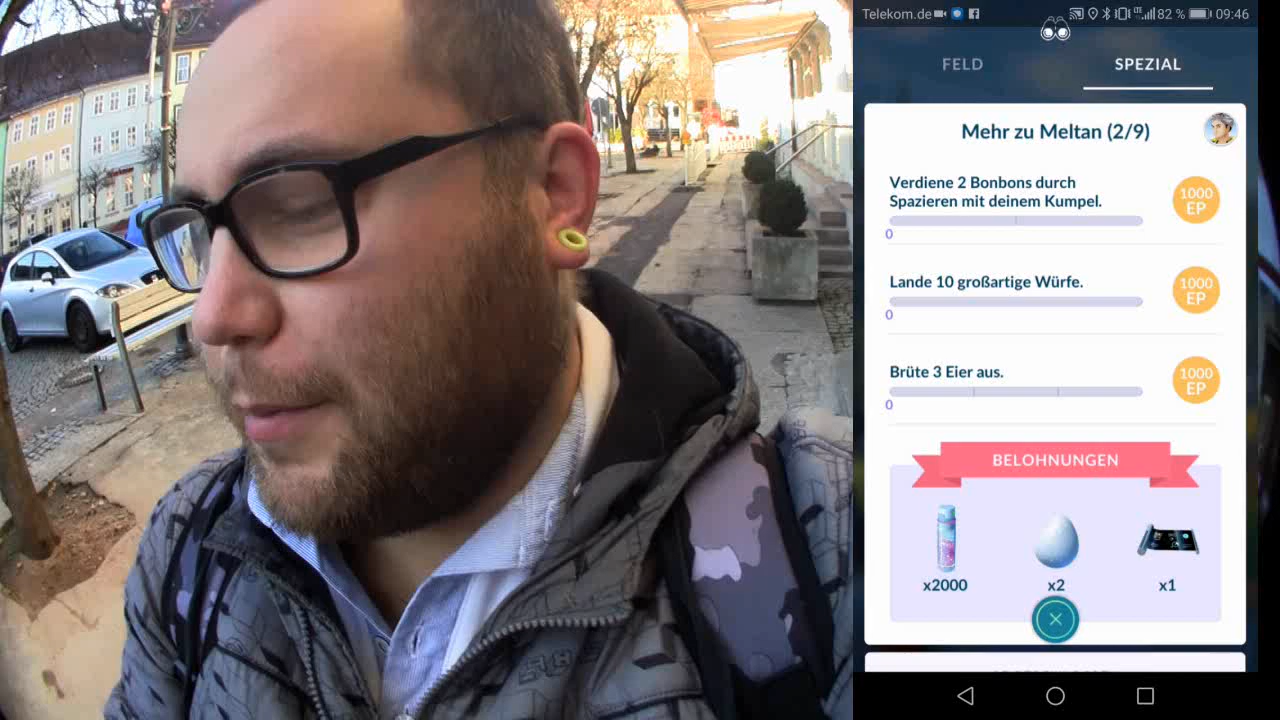 Telekom.de LTE 82 % 09:46
FELD SPEZIAL
Mehr zu Meltan (2/9)
Verdiene 2 Bonbons durch
Spazieren mit deinem Kumpel.
1000
EP
0
Lande 10 großartige Würfe.
1000
EP
0
Brüte 3 Eier aus.
1000
EP
0
BELOHNUNGEN
x2000 x2 x1